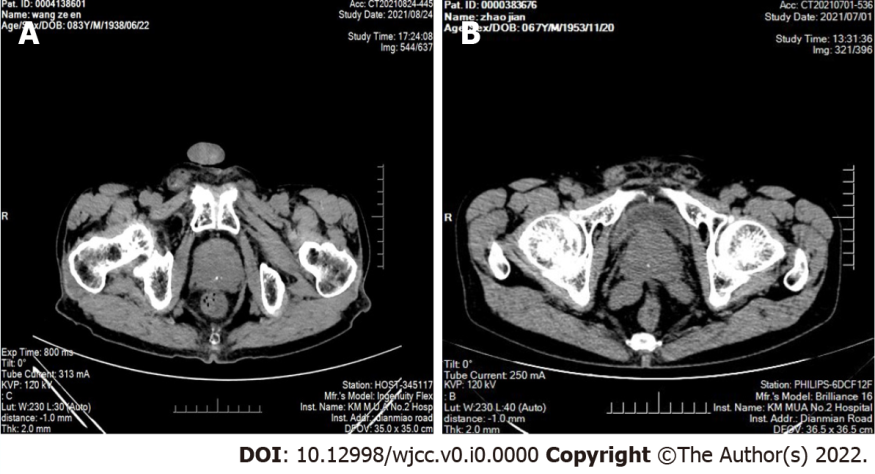 Pat. ID: 0004138601
Name: wang ze en
Age/Sex/DOB: 083Y/M/1938/06/22
A
Acc: CT20210824-445
Study Date: 2021/08/24
Study Time: 17:24:08
Img: 544/637
R
Exp Time: 800 ms
Tilt: 0°
Tube Current: 313 mA
KVP: 120 kV
: C
Lut: W:230 L:30 (Auto)
distance: -1.0 mm
Thk: 2.0 mm
Station: HOST-345117
Mfr.'s Model: Ingenuity Flex
Inst. Name: KM M.U.A No.2 Hosp
Inst. Addr.: dianmiao road
DFOV: 35.0 x 35.0 cm
Pat. ID: 0000383676
Name: zhao jian
Age/Sex/DOB: 067Y/M/1953/11/20
B
Acc: CT20210701-536
Study Date: 2021/07/01
Study Time: 13:31:36
Img: 321/396
R
Tilt: 0°
Tube Current: 250 mA
KVP: 120 kV
: B
Lut: W:230 L:40 (Auto)
distance: -1.0 mm
Thk: 2.0 mm
Station: PHILIPS-6DCF12F
Mfr.'s Model: Brilliance 16
Inst. Name: KM MUA No.2 Hospital
Inst. Addr.: Dianmian Road
DFOV: 36.5 x 36.5 cm
DOI: 10.12998/wjcc.v0.i0.0000 Copyright ©The Author(s) 2022.